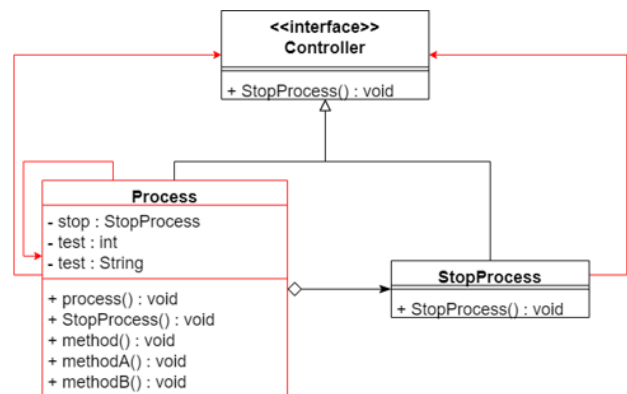 <<interface>>
Controller
+ StopProcess() : void
Process
- stop : StopProcess
- test : int
- test : String
+ process() : void
+ StopProcess() : void
+ method() : void
+ methodA() : void
+ methodB() : void
StopProcess
+ StopProcess() : void